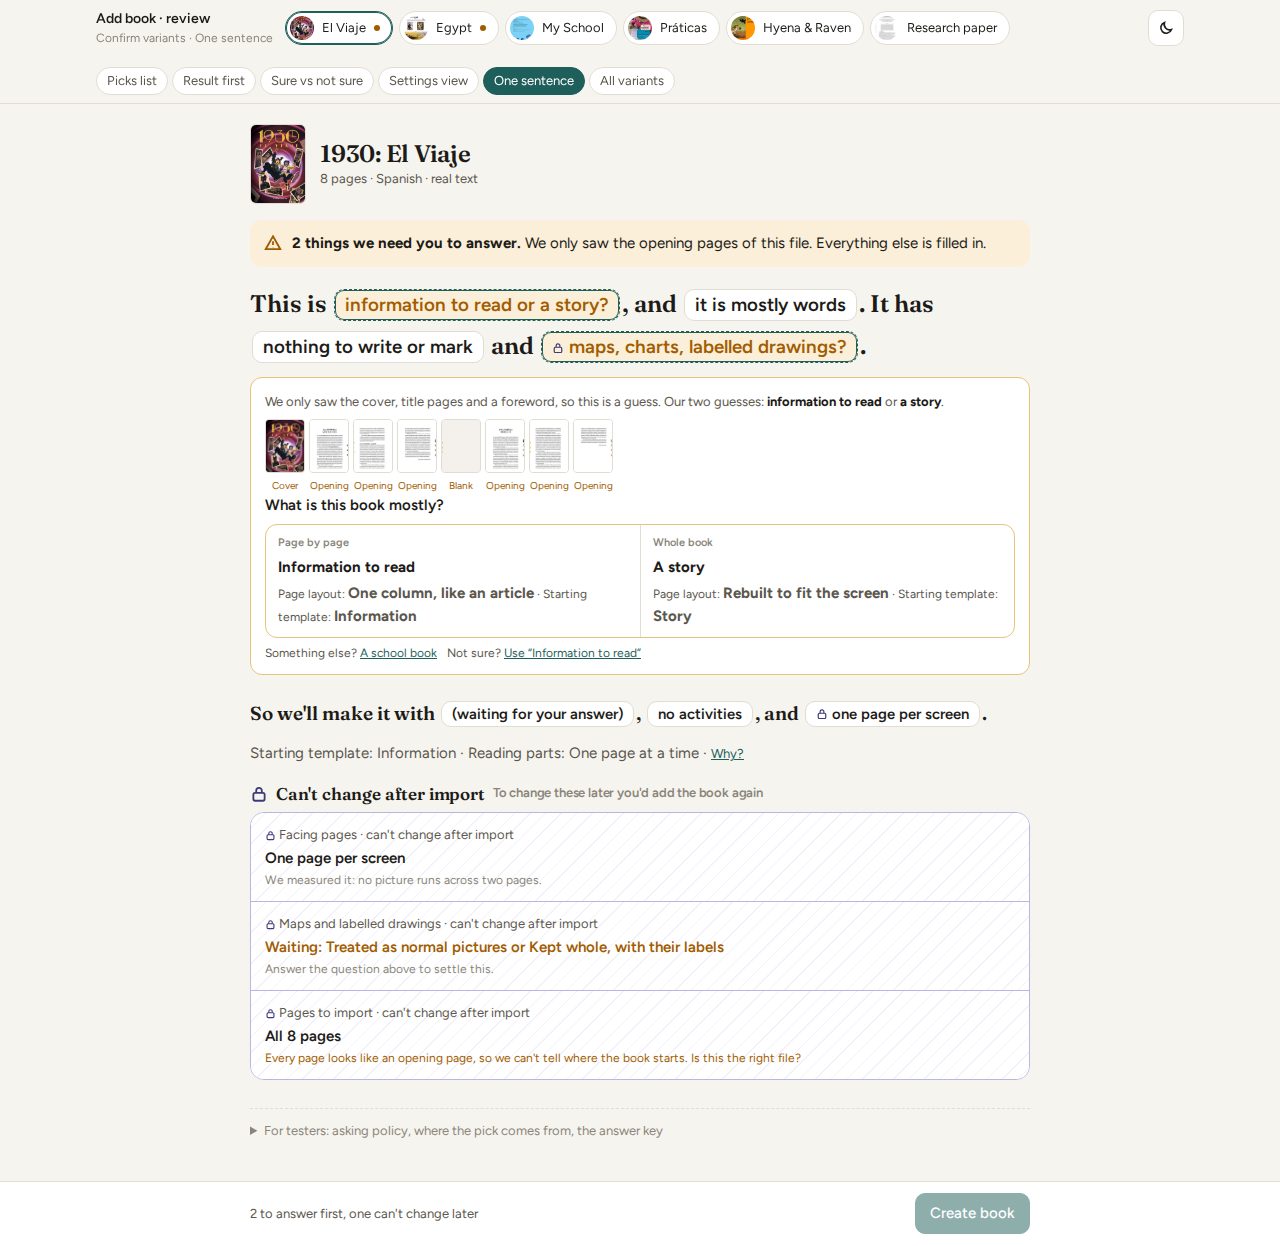 Add book · review
Confirm variants · One sentence
El Viaje
Egypt
My School
Práticas
Hyena & Raven
Research paper
Picks list
Result first
Sure vs not sure
Settings view
One sentence
All variants
1930: El Viaje
8 pages · Spanish · real text
2 things we need you to answer. We only saw the opening pages of this file. Everything else is filled in.
This is information to read or a story?, and it is mostly words. It has
nothing to write or mark and maps, charts, labelled drawings?.
We only saw the cover, title pages and a foreword, so this is a guess. Our two guesses: information to read or a story.
1930
Cover Opening Opening Opening Blank Opening Opening Opening
What is this book mostly?
Page by page
Information to read
Page layout: One column, like an article · Starting
template: Information
Whole book
A story
Page layout: Rebuilt to fit the screen · Starting template:
Story
Something else? A school book Not sure? Use “Information to read”
So we'll make it with (waiting for your answer), no activities, and one page per screen.
Starting template: Information · Reading parts: One page at a time · Why?
Can't change after import To change these later you'd add the book again
Facing pages · can't change after import
One page per screen
We measured it: no picture runs across two pages.
Maps and labelled drawings · can't change after import
Waiting: Treated as normal pictures or Kept whole, with their labels
Answer the question above to settle this.
Pages to import · can't change after import
All 8 pages
Every page looks like an opening page, so we can't tell where the book starts. Is this the right file?
For testers: asking policy, where the pick comes from, the answer key
2 to answer first, one can't change later
Create book